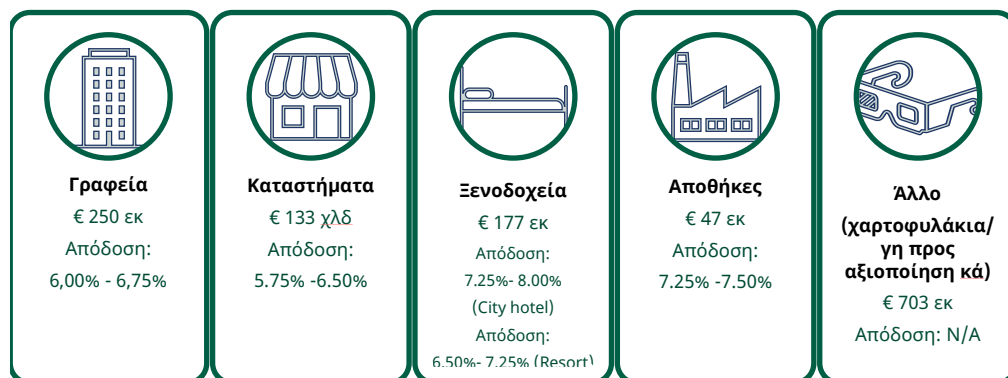 Γραφεία
€ 250 εκ
Απόδοση:
6,00% - 6,75%
Καταστήματα
€ 133 χλδ
Απόδοση:
5.75% -6.50%
Ξενοδοχεία
€ 177 εκ
Απόδοση:
7.25%- 8.00%
(City hotel)
Απόδοση:
6.50%- 7.25% (Resort)
Αποθήκες
€ 47 εκ
Απόδοση:
7.25% -7.50%
Άλλο
(χαρτοφυλάκια/
γη προς
αξιοποίηση κά)
€ 703 εκ
Απόδοση: N/A